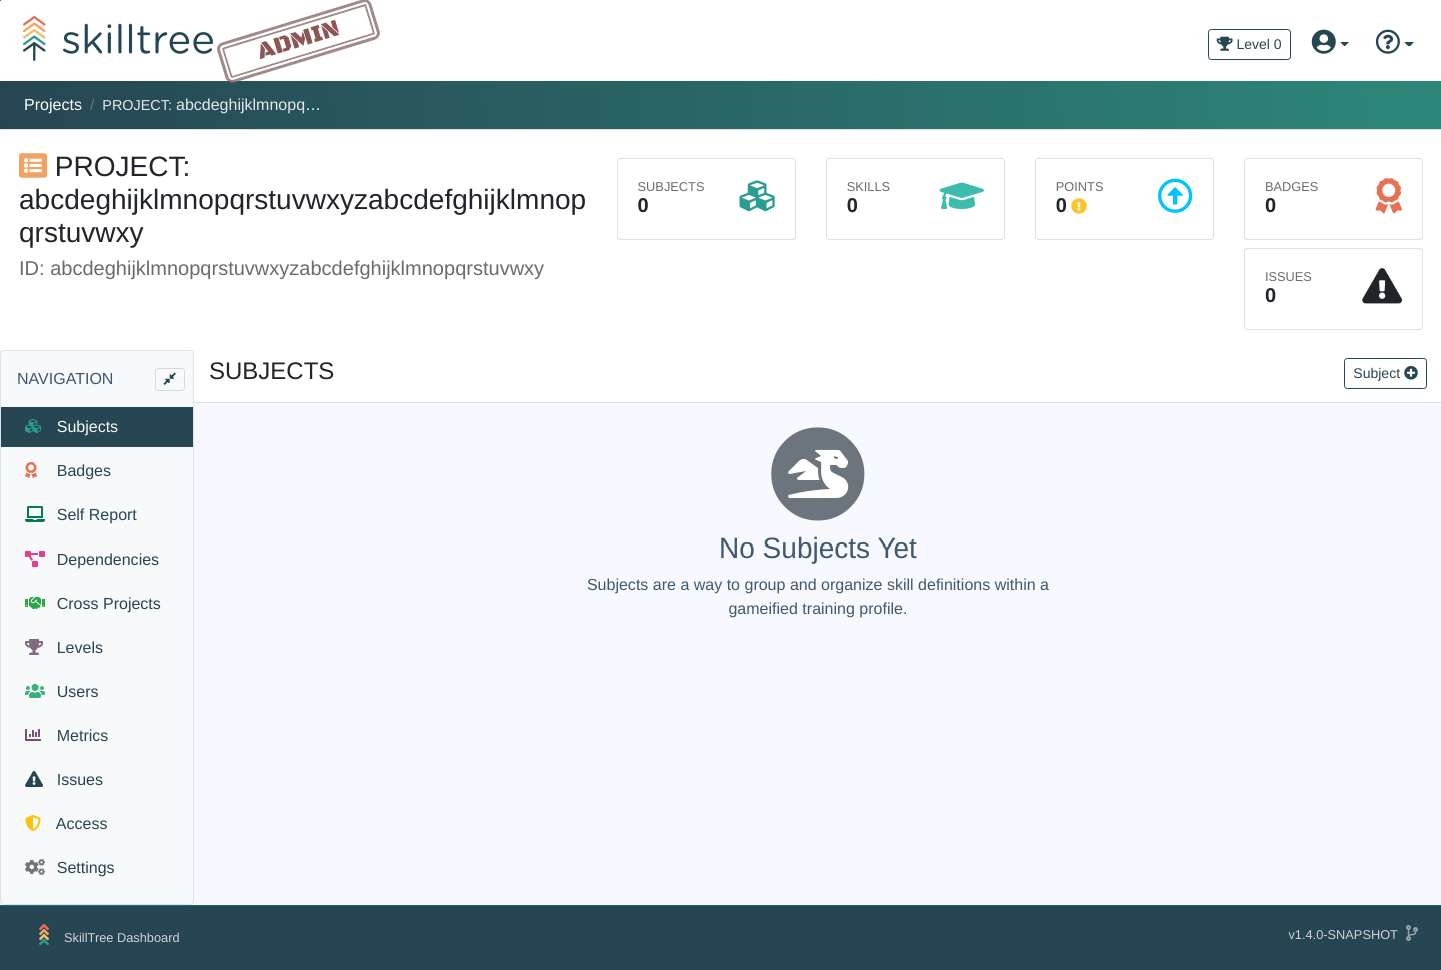 skilltree
ADMIN
Level 0
Projects / PROJECT: abcdeghijklmnopq...
PROJECT:
abcdeghijklmnopqrstuvwxyzabcdefghijklmnop
qrstuvwxy
ID: abcdeghijklmnopqrstuvwxyzabcdefghijklmnopqrstuvwxy
SUBJECTS
0
SKILLS
0
POINTS
0
BADGES
0
ISSUES
0
NAVIGATION
Subjects
Badges
Self Report
Dependencies
Cross Projects
Levels
Users
Metrics
Issues
Access
Settings
SUBJECTS
Subject
No Subjects Yet
Subjects are a way to group and organize skill definitions within a
gameified training profile.
SkillTree Dashboard
v1.4.0-SNAPSHOT